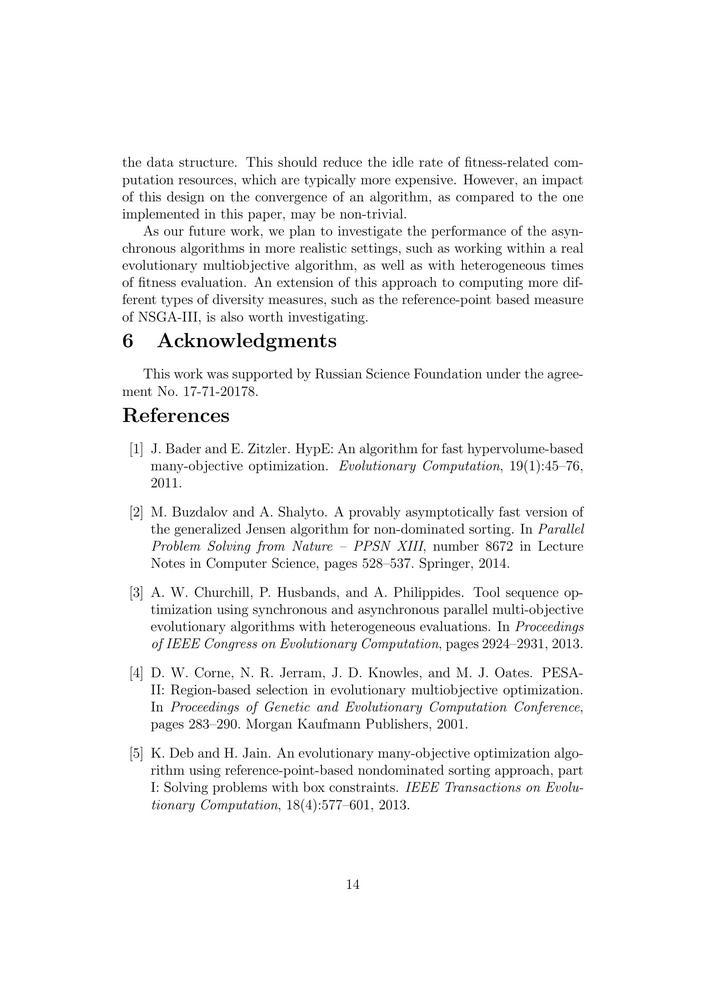 the data structure. This should reduce the idle rate of fitness-related com-
putation resources, which are typically more expensive. However, an impact
of this design on the convergence of an algorithm, as compared to the one
implemented in this paper, may be non-trivial.
As our future work, we plan to investigate the performance of the asyn-
chronous algorithms in more realistic settings, such as working within a real
evolutionary multiobjective algorithm, as well as with heterogeneous times
of fitness evaluation. An extension of this approach to computing more dif-
ferent types of diversity measures, such as the reference-point based measure
of NSGA-III, is also worth investigating.
6 Acknowledgments
This work was supported by Russian Science Foundation under the agree-
ment No. 17-71-20178.
References
[1] J. Bader and E. Zitzler. HypE: An algorithm for fast hypervolume-based
many-objective optimization. Evolutionary Computation, 19(1):45–76,
2011.
[2] M. Buzdalov and A. Shalyto. A provably asymptotically fast version of
the generalized Jensen algorithm for non-dominated sorting. In Parallel
Problem Solving from Nature – PPSN XIII, number 8672 in Lecture
Notes in Computer Science, pages 528–537. Springer, 2014.
[3] A. W. Churchill, P. Husbands, and A. Philippides. Tool sequence op-
timization using synchronous and asynchronous parallel multi-objective
evolutionary algorithms with heterogeneous evaluations. In Proceedings
of IEEE Congress on Evolutionary Computation, pages 2924–2931, 2013.
[4] D. W. Corne, N. R. Jerram, J. D. Knowles, and M. J. Oates. PESA-
II: Region-based selection in evolutionary multiobjective optimization.
In Proceedings of Genetic and Evolutionary Computation Conference,
pages 283–290. Morgan Kaufmann Publishers, 2001.
[5] K. Deb and H. Jain. An evolutionary many-objective optimization algo-
rithm using reference-point-based nondominated sorting approach, part
I: Solving problems with box constraints. IEEE Transactions on Evolu-
tionary Computation, 18(4):577–601, 2013.
14